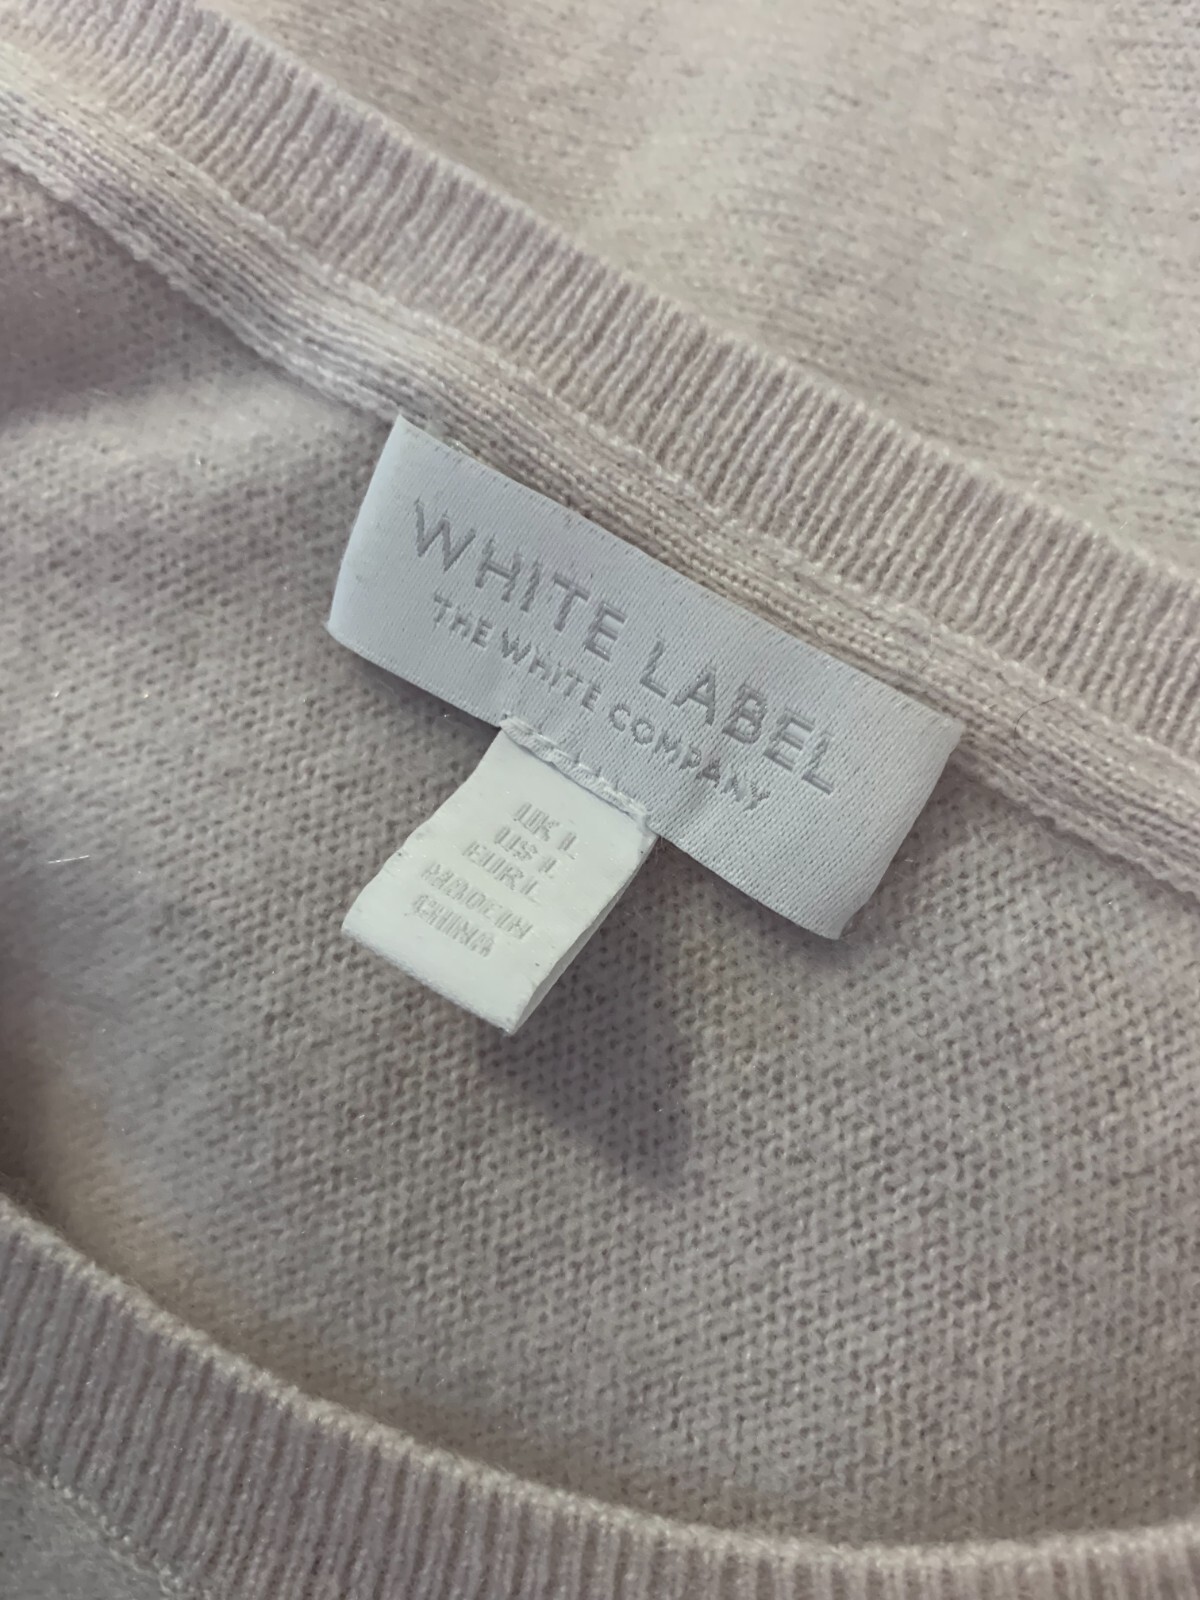 WHITE LABEL
THE WHITE COMPANY
UK L
US L
EUR L
MADE IN
CHINA